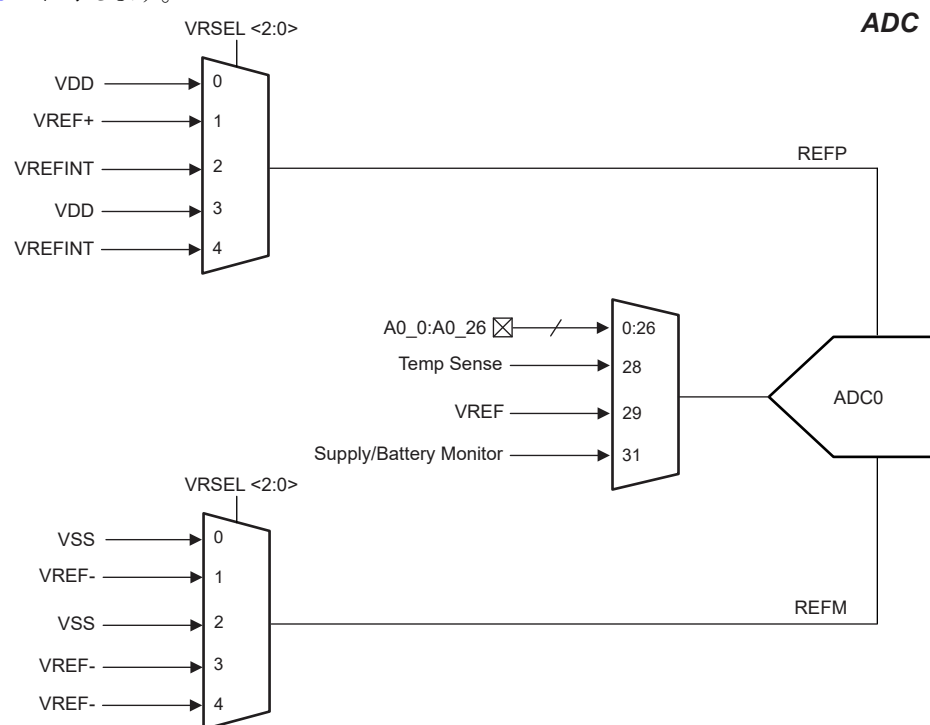 ADC
VRSEL <2:0>
VDD
0
VREF+
1
VREFINT
2
VDD
3
VREFINT
4
REFP
A0_0:A0_26
0:26
Temp Sense
28
VREF
29
Supply/Battery Monitor
31
ADC0
VRSEL <2:0>
VSS
0
VREF-
1
VSS
2
VREF-
3
VREF-
4
REFM